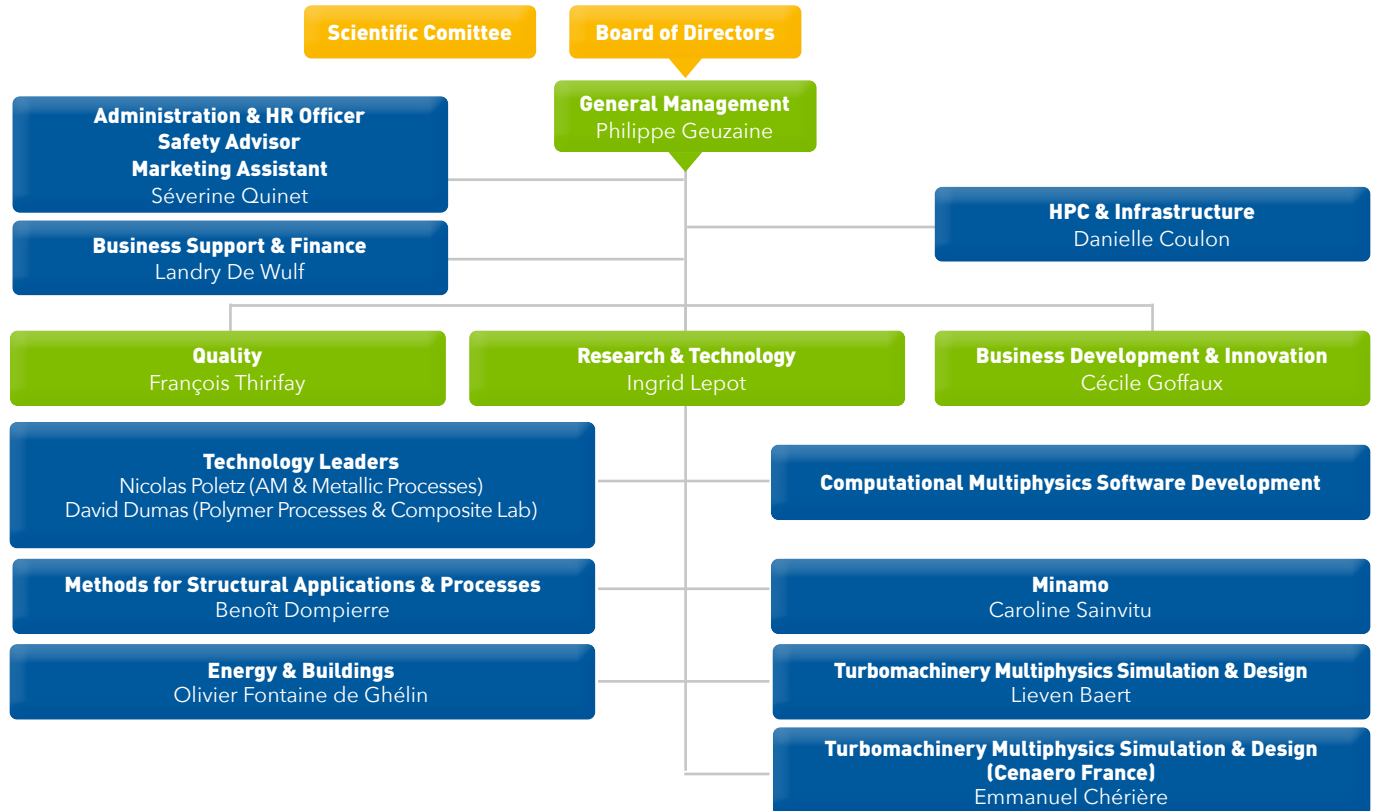 Scientific Comittee
Board of Directors
General Management
Philippe Geuzaine
Administration & HR Officer
Safety Advisor
Marketing Assistant
Séverine Quinet
HPC & Infrastructure
Danielle Coulon
Business Support & Finance
Landry De Wulf
Quality
François Thirifay
Research & Technology
Ingrid Lepot
Business Development & Innovation
Cécile Goffaux
Technology Leaders
Nicolas Poletz (AM & Metallic Processes)
David Dumas (Polymer Processes & Composite Lab)
Computational Multiphysics Software Development
Methods for Structural Applications & Processes
Benoît Dompierre
Minamo
Caroline Sainvitu
Energy & Buildings
Olivier Fontaine de Ghélin
Turbomachinery Multiphysics Simulation & Design
Lieven Baert
Turbomachinery Multiphysics Simulation & Design
(Cenaero France)
Emmanuel Chérière